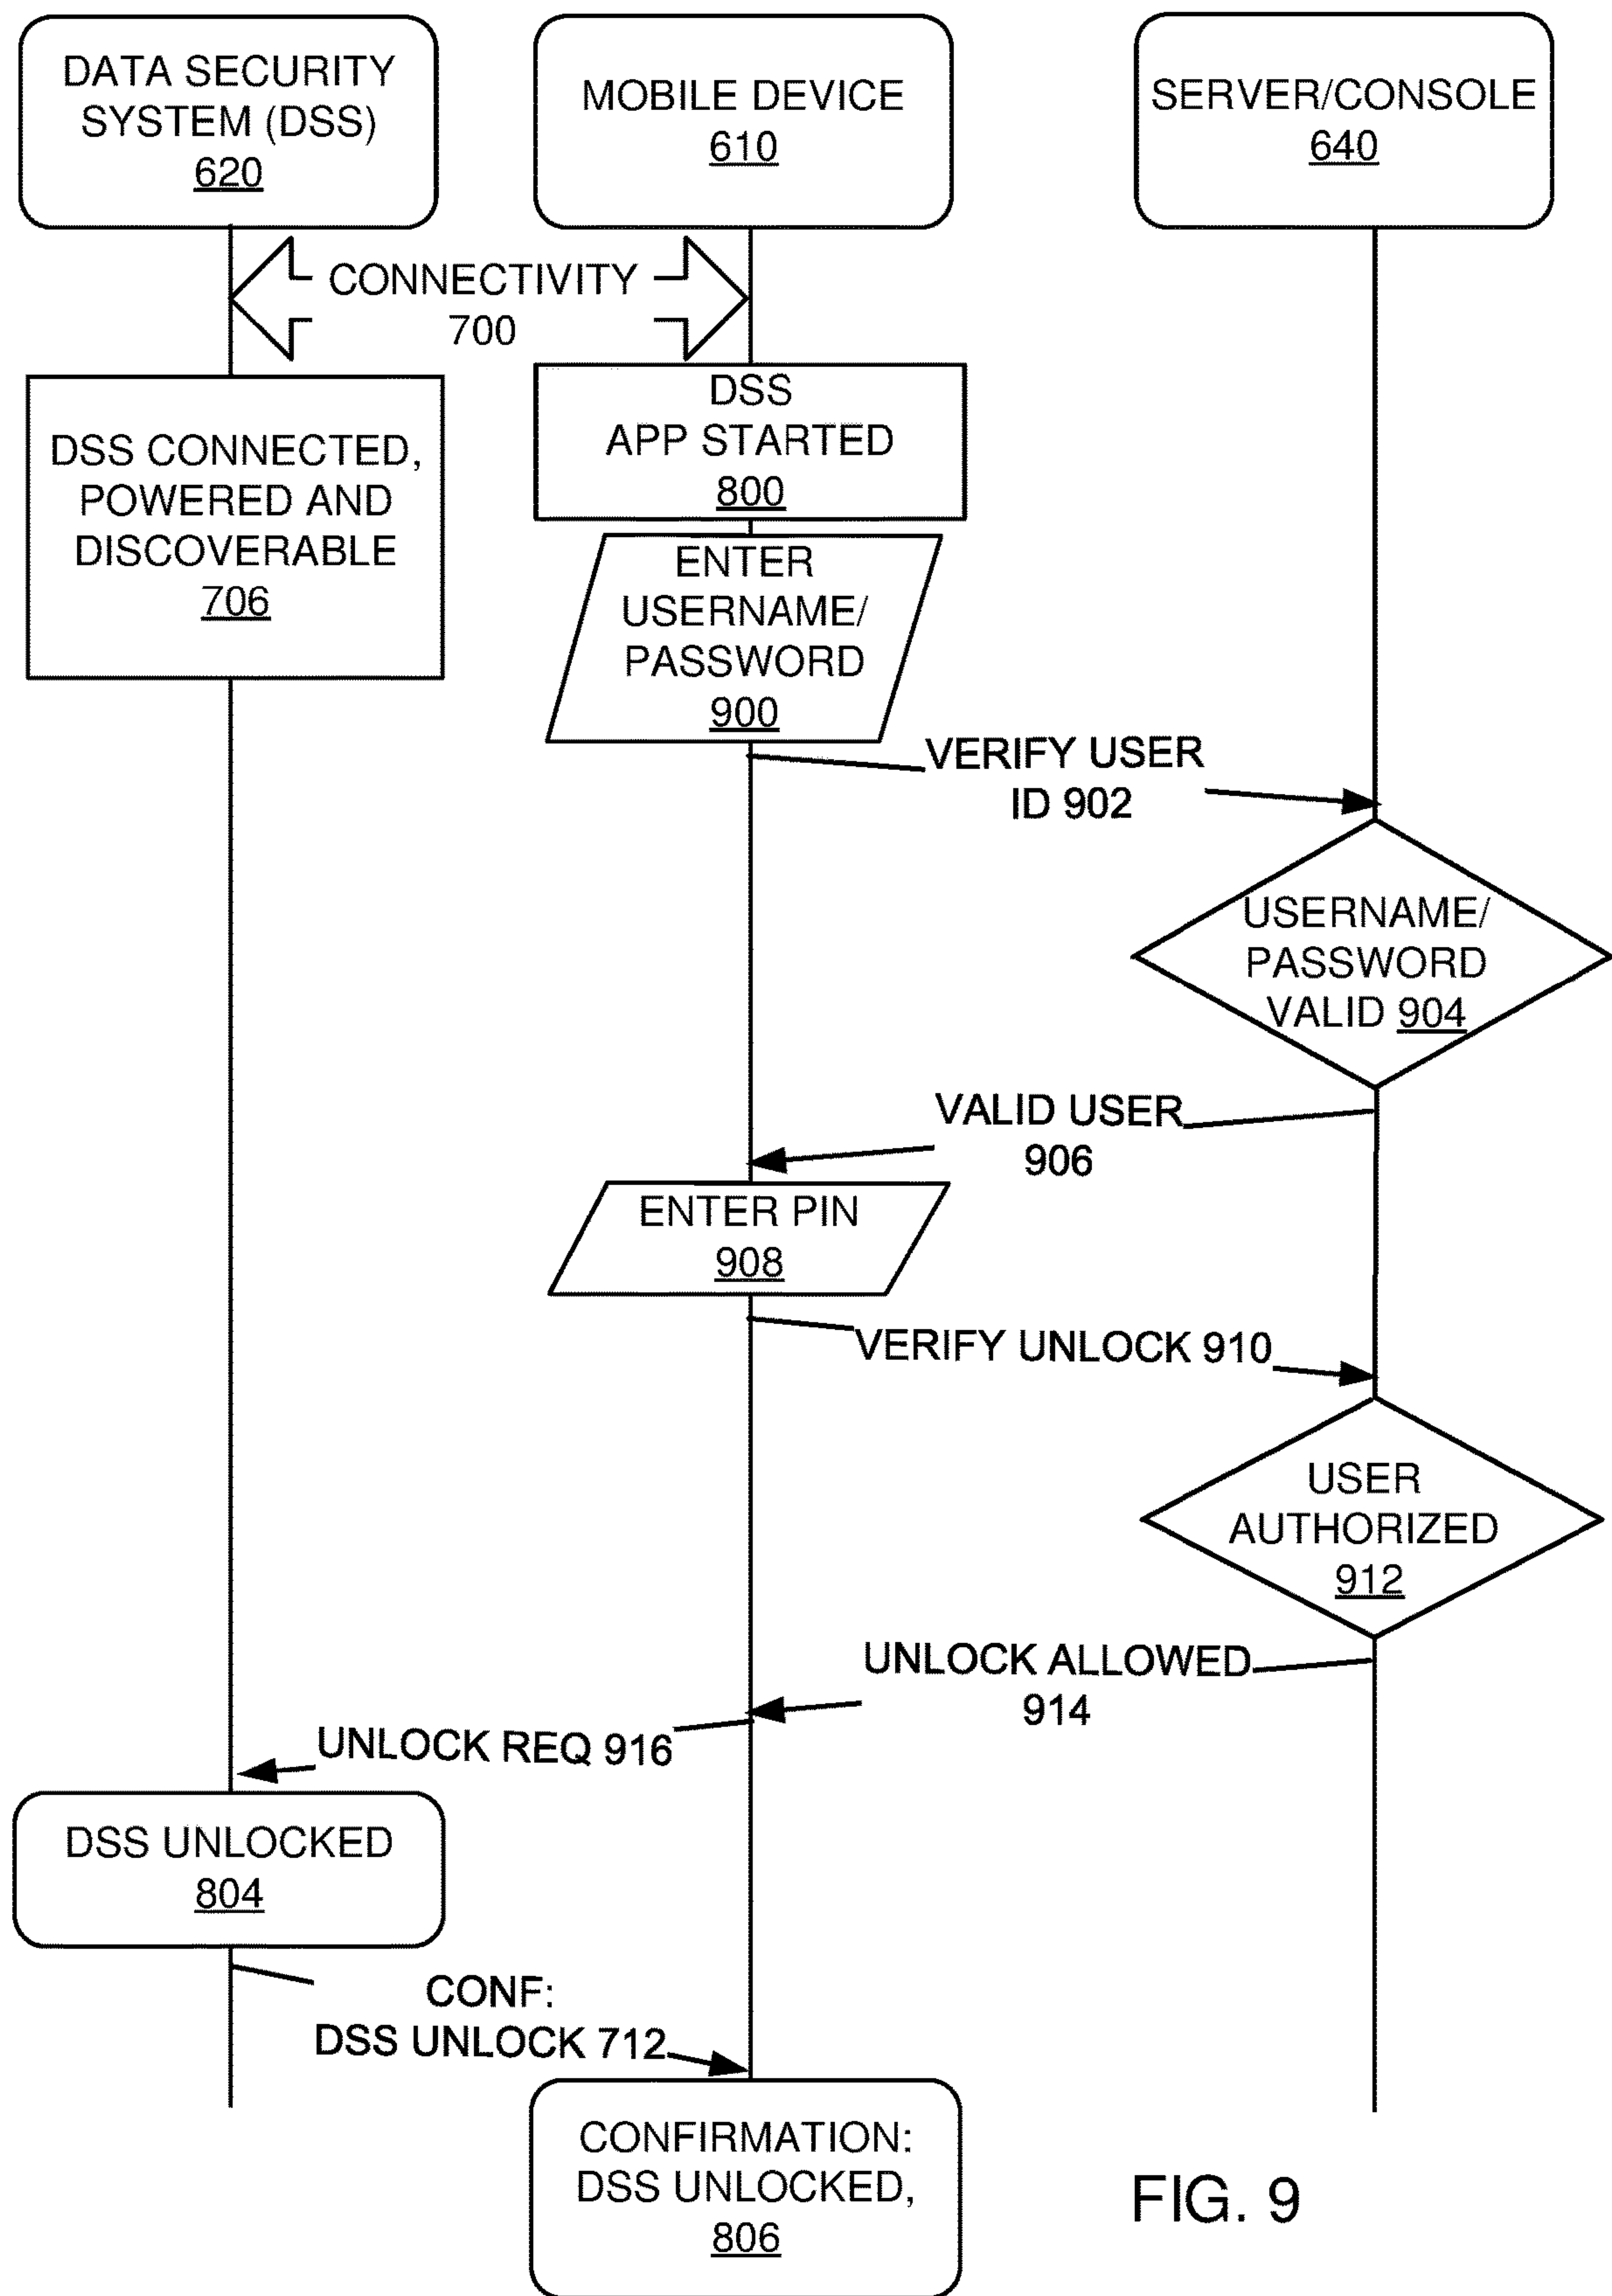 DATA SECURITY
SYSTEM (DSS)
620
MOBILE DEVICE
610
SERVER/CONSOLE
640
CONNECTIVITY
700
DSS CONNECTED,
POWERED AND
DISCOVERABLE
706
DSS
APP STARTED
800
ENTER
USERNAME/
PASSWORD
900
VERIFY USER
ID 902
USERNAME/
PASSWORD
VALID 904
VALID USER
906
ENTER PIN
908
VERIFY UNLOCK 910
USER
AUTHORIZED
912
UNLOCK ALLOWED
914
UNLOCK REQ 916
DSS UNLOCKED
804
CONF:
DSS UNLOCK 712
CONFIRMATION:
DSS UNLOCKED,
806
FIG. 9